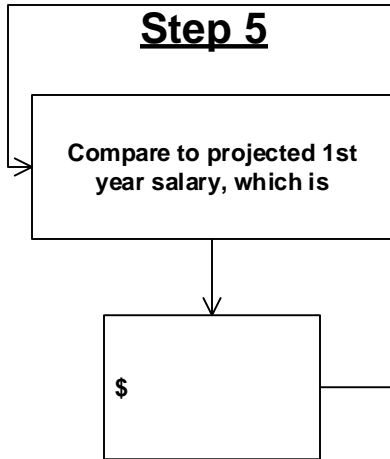 Step 5
Compare to projected 1st
year salary, which is
$